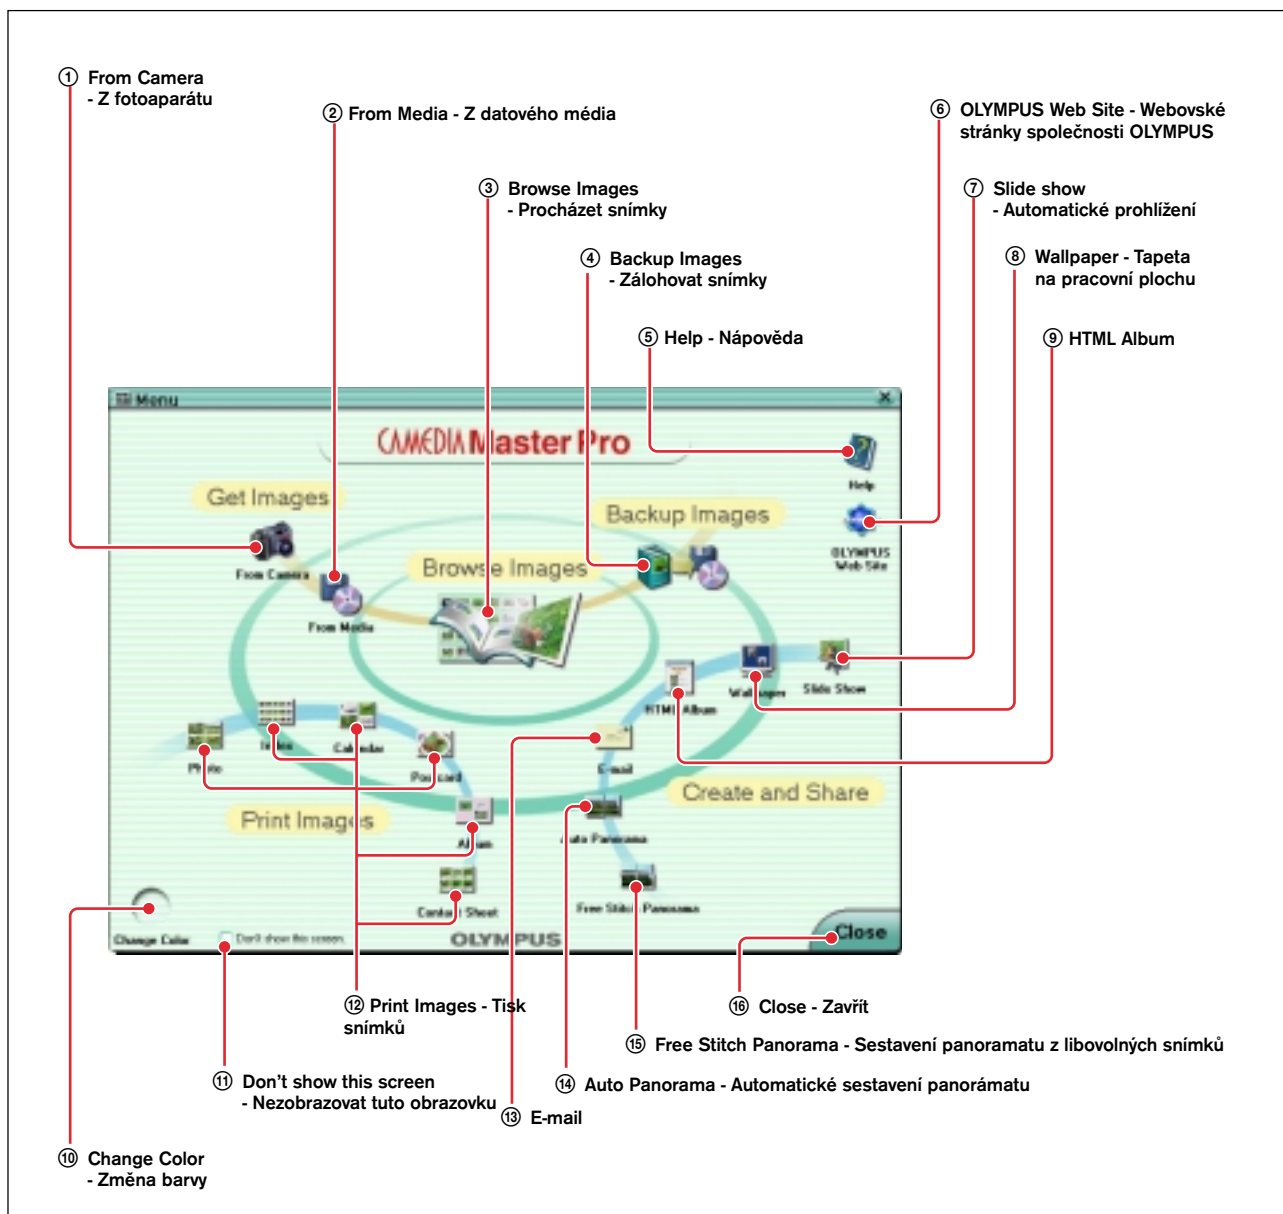 ① From Camera
- Z fotoaparátu
② From Media - Z datového média
③ Browse Images
- Procházet snímky
④ Backup Images
- Zálohovat snímky
⑤ Help - Nápověda
⑥ OLYMPUS Web Site - Webovské
stránky společnosti OLYMPUS
⑦ Slide show
- Automatické prohlížení
⑧ Wallpaper - Tapeta
na pracovní plochu
⑨ HTML Album
Menu
CAMEDIA Master Pro
Help
Get Images
Backup Images
OLYMPUS
Web Site
From Camera
Browse Images
From Media
Wallpaper
Slide Show
HTML Album
Index
Calendar
Photo
Postcard
E-mail
Create and Share
Print Images
Album
Auto Panorama
Contact Sheet
Free Stitch Panorama
Change Color
Don't show this screen.
OLYMPUS
Close
⑫ Print Images - Tisk
snímků
⑯ Close - Zavřít
⑮ Free Stitch Panorama - Sestavení panoramatu z libovolných snímků
⑪ Don't show this screen
- Nezobrazovat tuto obrazovku
⑭ Auto Panorama - Automatické sestavení panorámatu
⑬ E-mail
⑩ Change Color
- Změna barvy